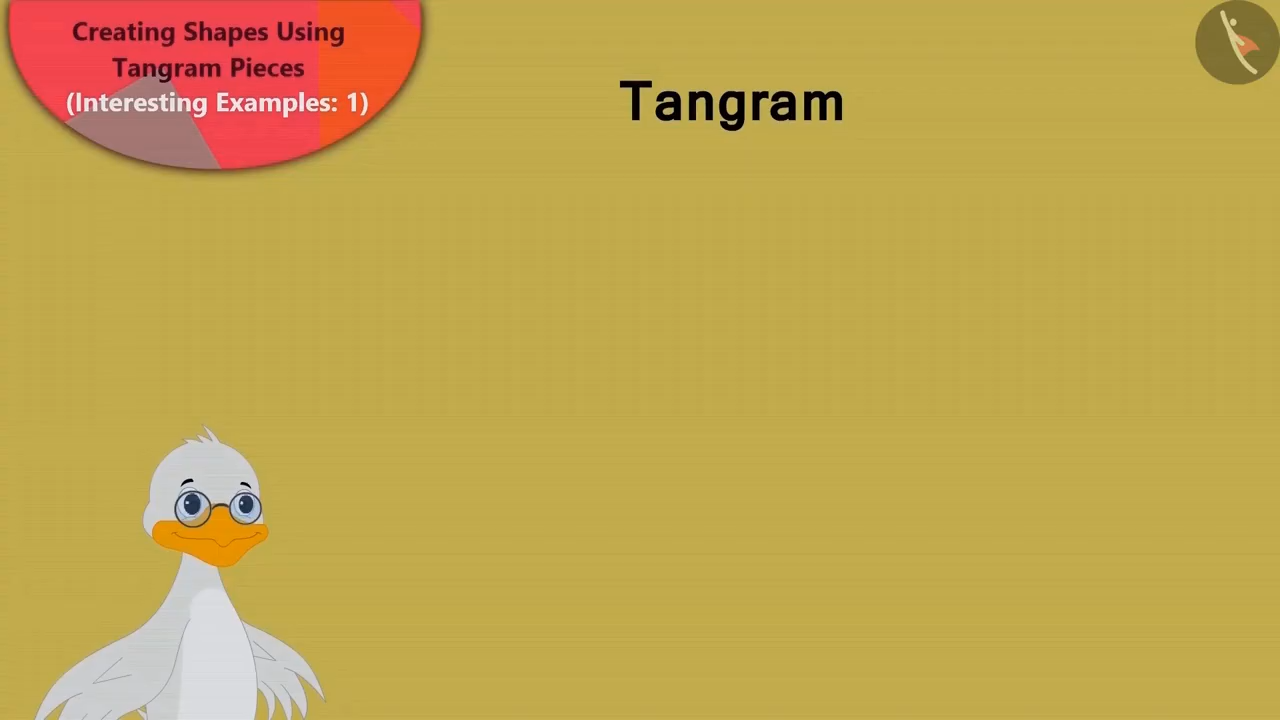 Creating Shapes Using
Tangram Pieces
(Interesting Examples: 1)
Tangram